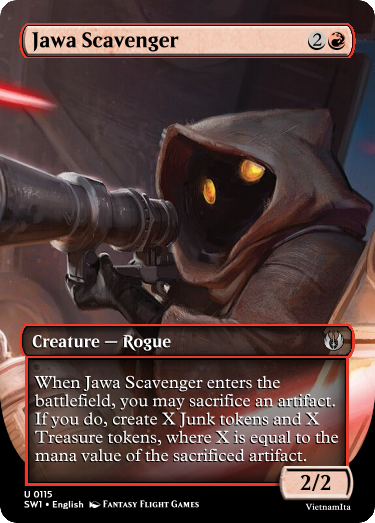 Jawa Scavenger 2
Creature — Rogue
When Jawa Scavenger enters the
battlefield, you may sacrifice an artifact.
If you do, create X Junk tokens and X
Treasure tokens, where X is equal to the
mana value of the sacrificed artifact.
2/2
U 0115
SW1 • English Fantasy Flight Games
VietnamIta